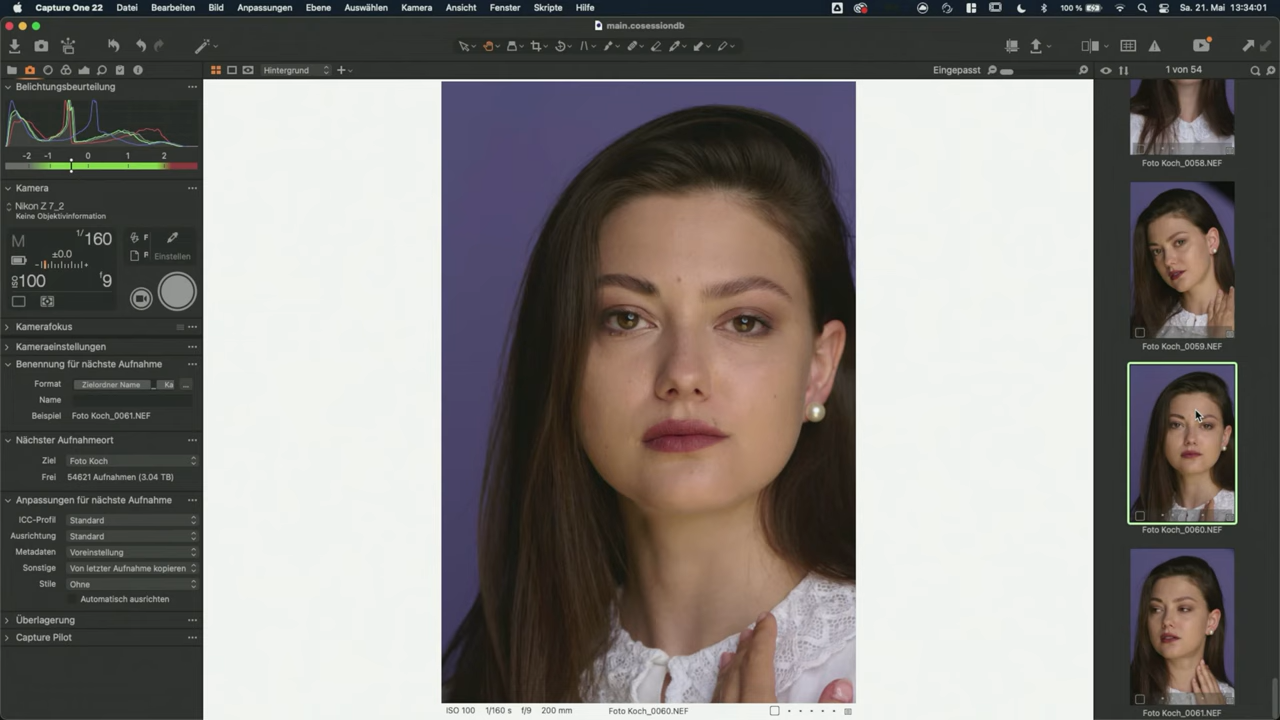 Capture One 22 Datei Bearbeiten Bild Anpassungen Ebene Auswählen Kamera Ansicht Fenster Skripte Hilfe 100 % Sa. 21. Mai 13:34:01
main.cosessiondb
Hintergrund Eingepasst 1 von 54
Belichtungsbeurteilung
-2 -1 0 1 2
Kamera
Nikon Z 7_2
Keine Objektivinformation
M 1/160 F
±0.0 F Einstellen
- +
ISO 100 f9
Kamerafokus
Kameraeinstellungen
Benennung für nächste Aufnahme
Format Zielordner Name _ Ka ...
Name
Beispiel Foto Koch_0061.NEF
Nächster Aufnahmeort
Ziel Foto Koch
Frei 54621 Aufnahmen (3.04 TB)
Anpassungen für nächste Aufnahme
ICC-Profil Standard
Ausrichtung Standard
Metadaten Voreinstellung
Sonstige Von letzter Aufnahme kopieren
Stile Ohne
Automatisch ausrichten
Überlagerung
Capture Pilot
ISO 100 1/160 s f/9 200 mm Foto Koch_0060.NEF
Foto Koch_0058.NEF
Foto Koch_0059.NEF
Foto Koch_0060.NEF
Foto Koch_0061.NEF